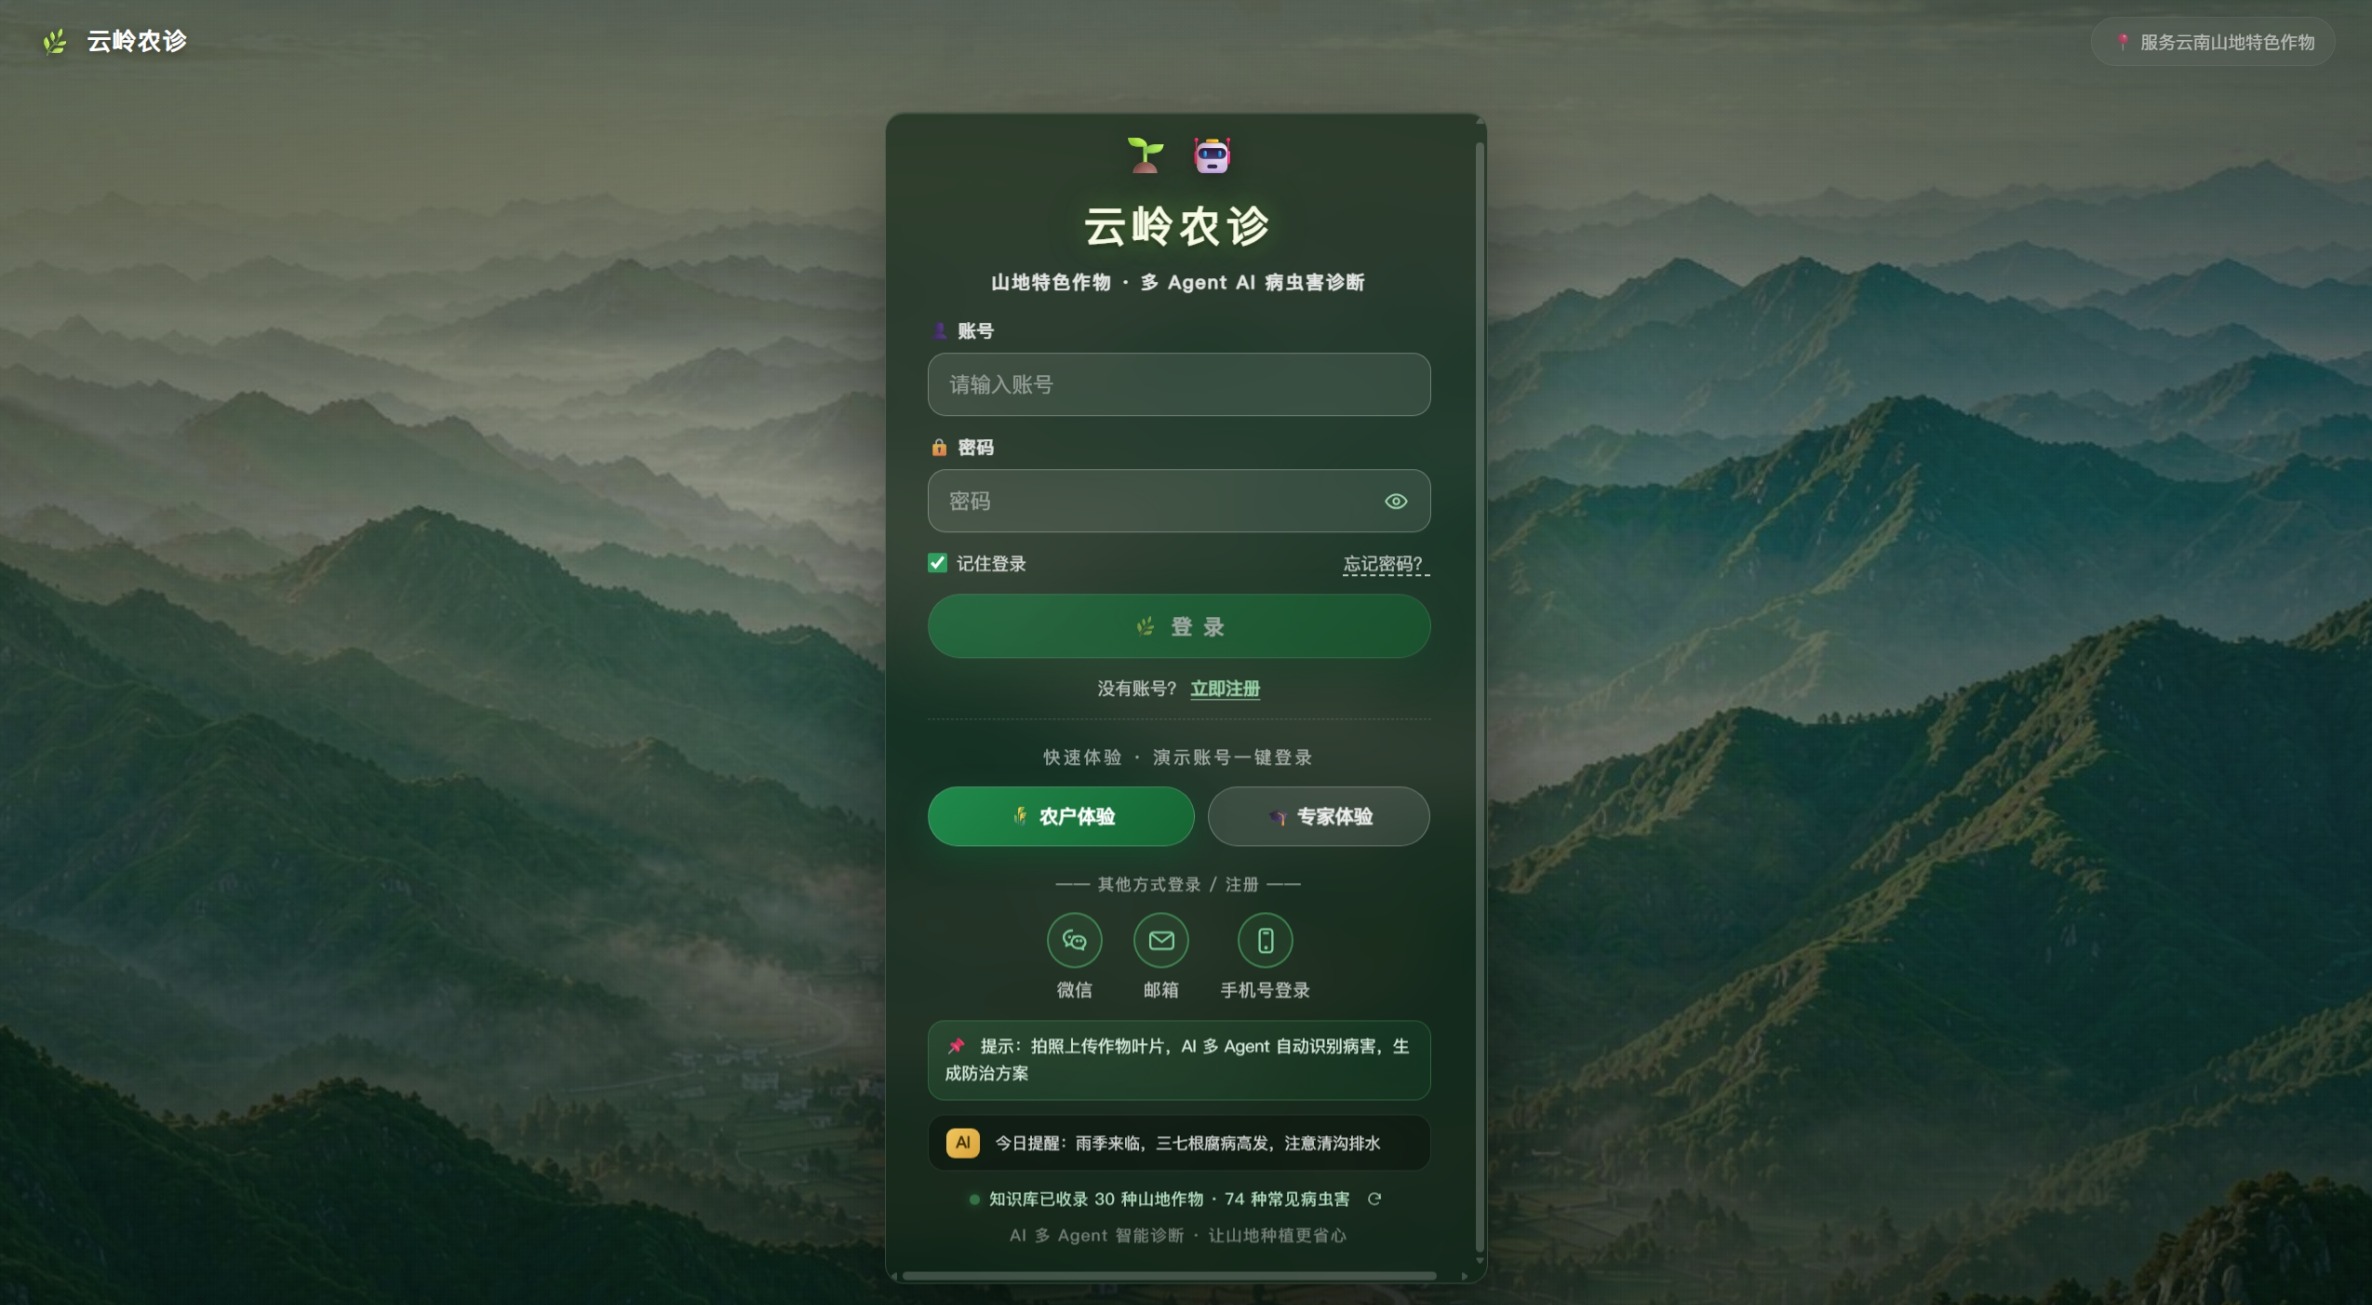 云岭农诊
服务云南山地特色作物
云岭农诊
山地特色作物 · 多 Agent AI 病虫害诊断
账号
请输入账号
密码
密码
记住登录
忘记密码?
登 录
没有账号? 立即注册
快速体验 · 演示账号一键登录
农户体验
专家体验
—— 其他方式登录 / 注册 ——
微信
邮箱
手机号登录
提示：拍照上传作物叶片，AI 多 Agent 自动识别病害，生
成防治方案
AI 今日提醒：雨季来临，三七根腐病高发，注意清沟排水
知识库已收录 30 种山地作物 · 74 种常见病虫害
AI 多 Agent 智能诊断 · 让山地种植更省心